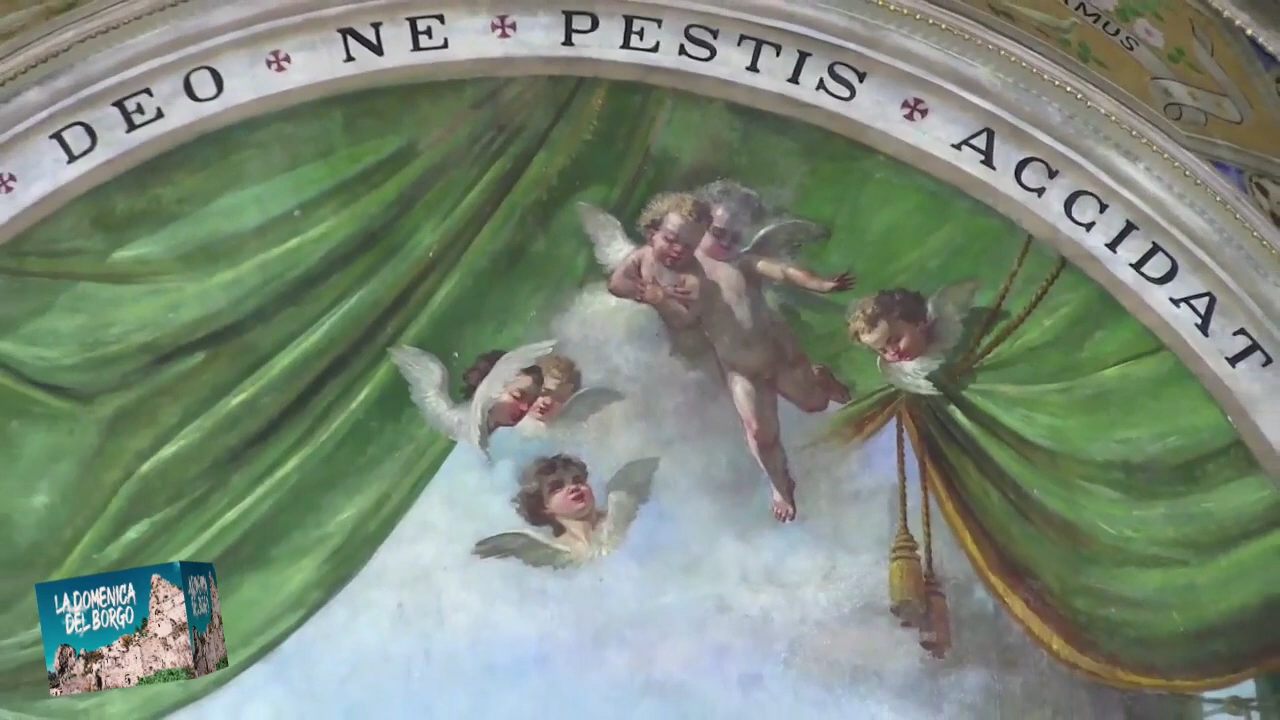 DEO NE PESTIS ACCIDAT
AMUS
LA DOMENICA
DEL BORGO